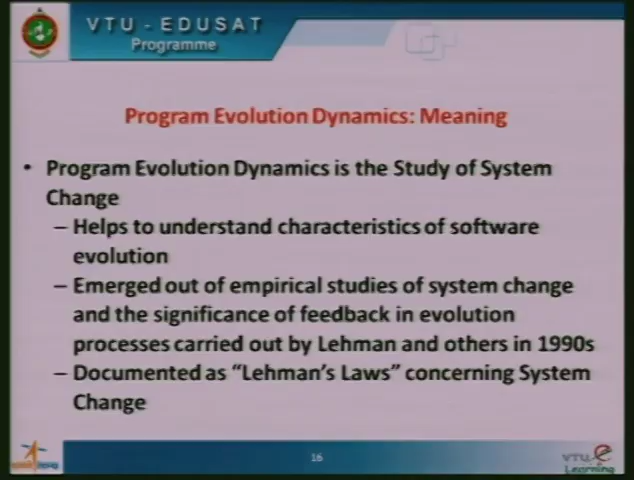 VTU - EDUSAT
Programme
Program Evolution Dynamics: Meaning
• Program Evolution Dynamics is the Study of System
Change
– Helps to understand characteristics of software
evolution
– Emerged out of empirical studies of system change
and the significance of feedback in evolution
processes carried out by Lehman and others in 1990s
– Documented as “Lehman’s Laws” concerning System
Change
16
VTU e
Learning